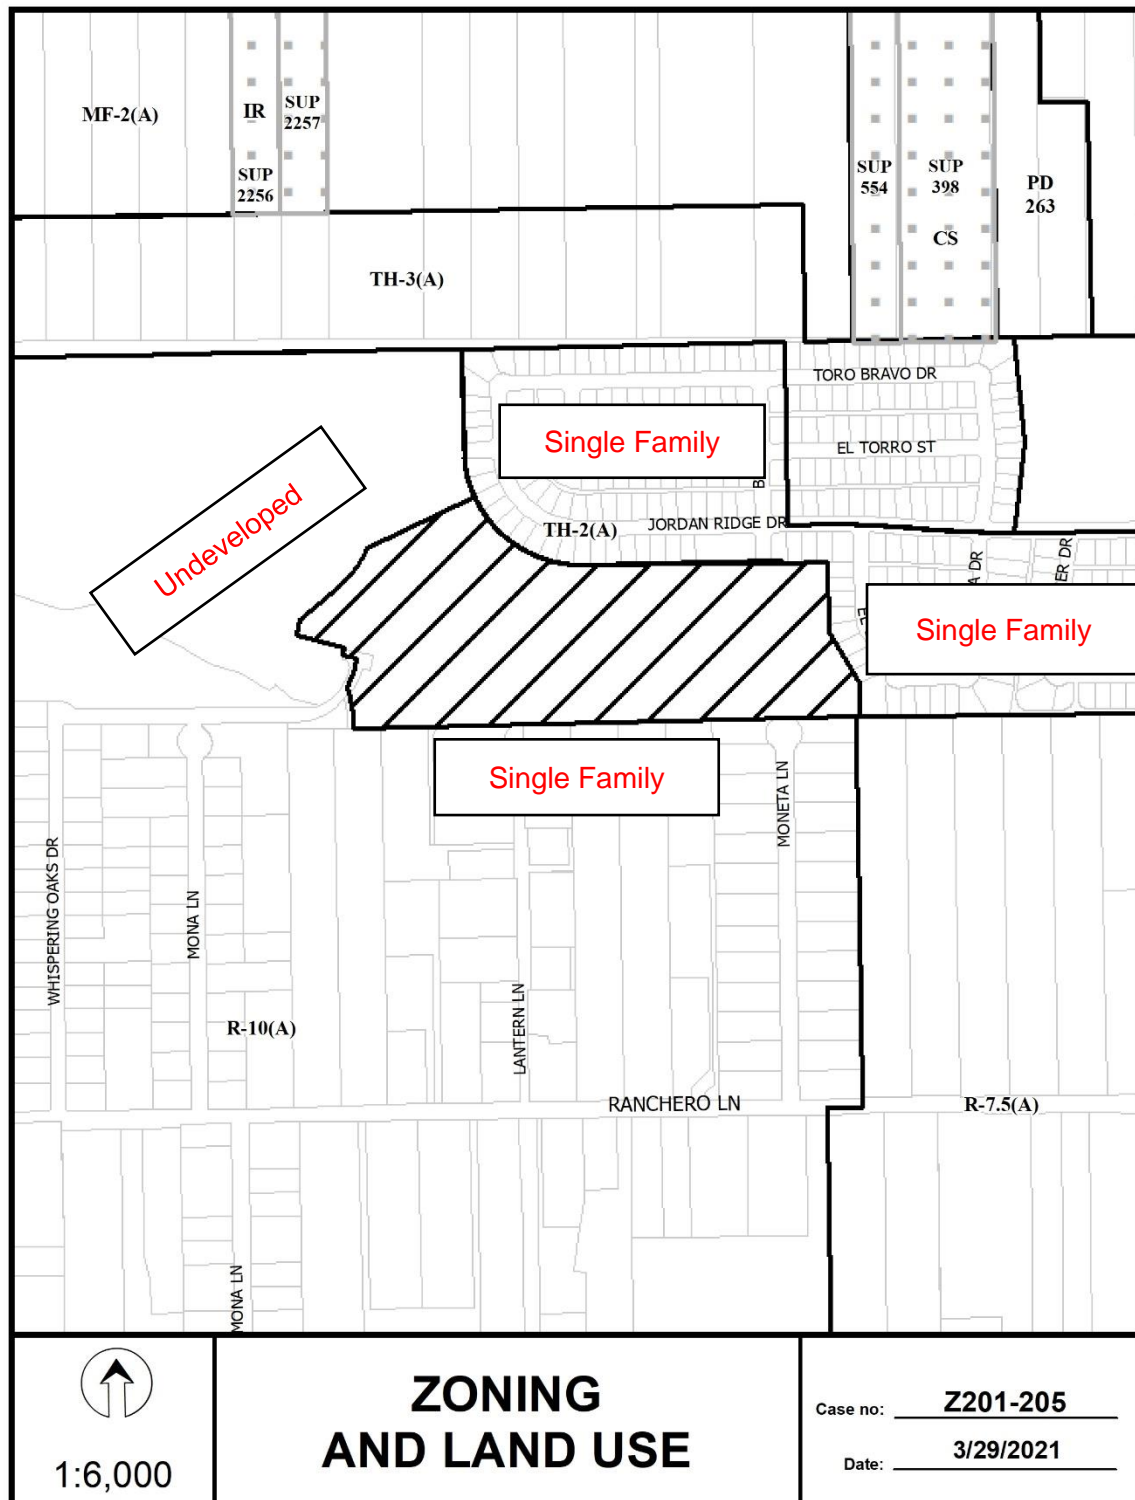 MF-2(A)
IR
SUP
2257
SUP
2256
SUP
554
SUP
398
CS
PD
263
TH-3(A)
TORO BRAVO DR
Single Family
EL TORRO ST
B
Undeveloped
TH-2(A)
JORDAN RIDGE DR
A DR
ER DR
Single Family
Single Family
MONETA LN
WHISPERING OAKS DR
MONA LN
LANTERN LN
R-10(A)
RANCHERO LN
R-7.5(A)
MONA LN
1:6,000
ZONING
AND LAND USE
Case no: Z201-205
Date: 3/29/2021